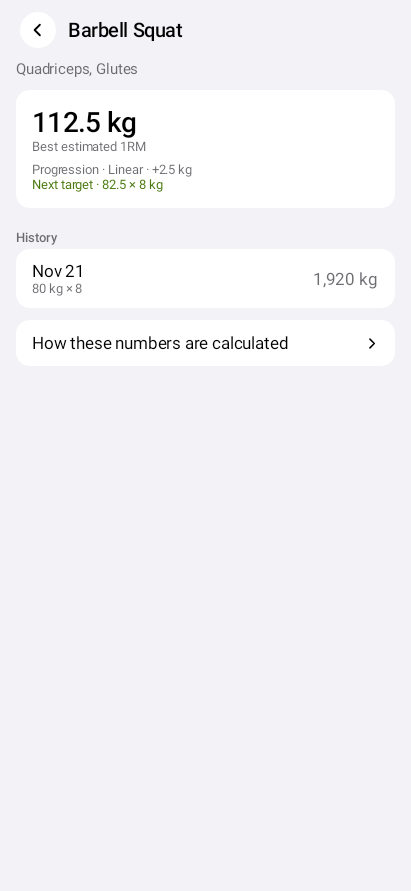 Barbell Squat
Quadriceps, Glutes
112.5 kg
Best estimated 1RM
Progression · Linear · +2.5 kg
Next target · 82.5 × 8 kg
History
Nov 21
80 kg × 8
1,920 kg
How these numbers are calculated